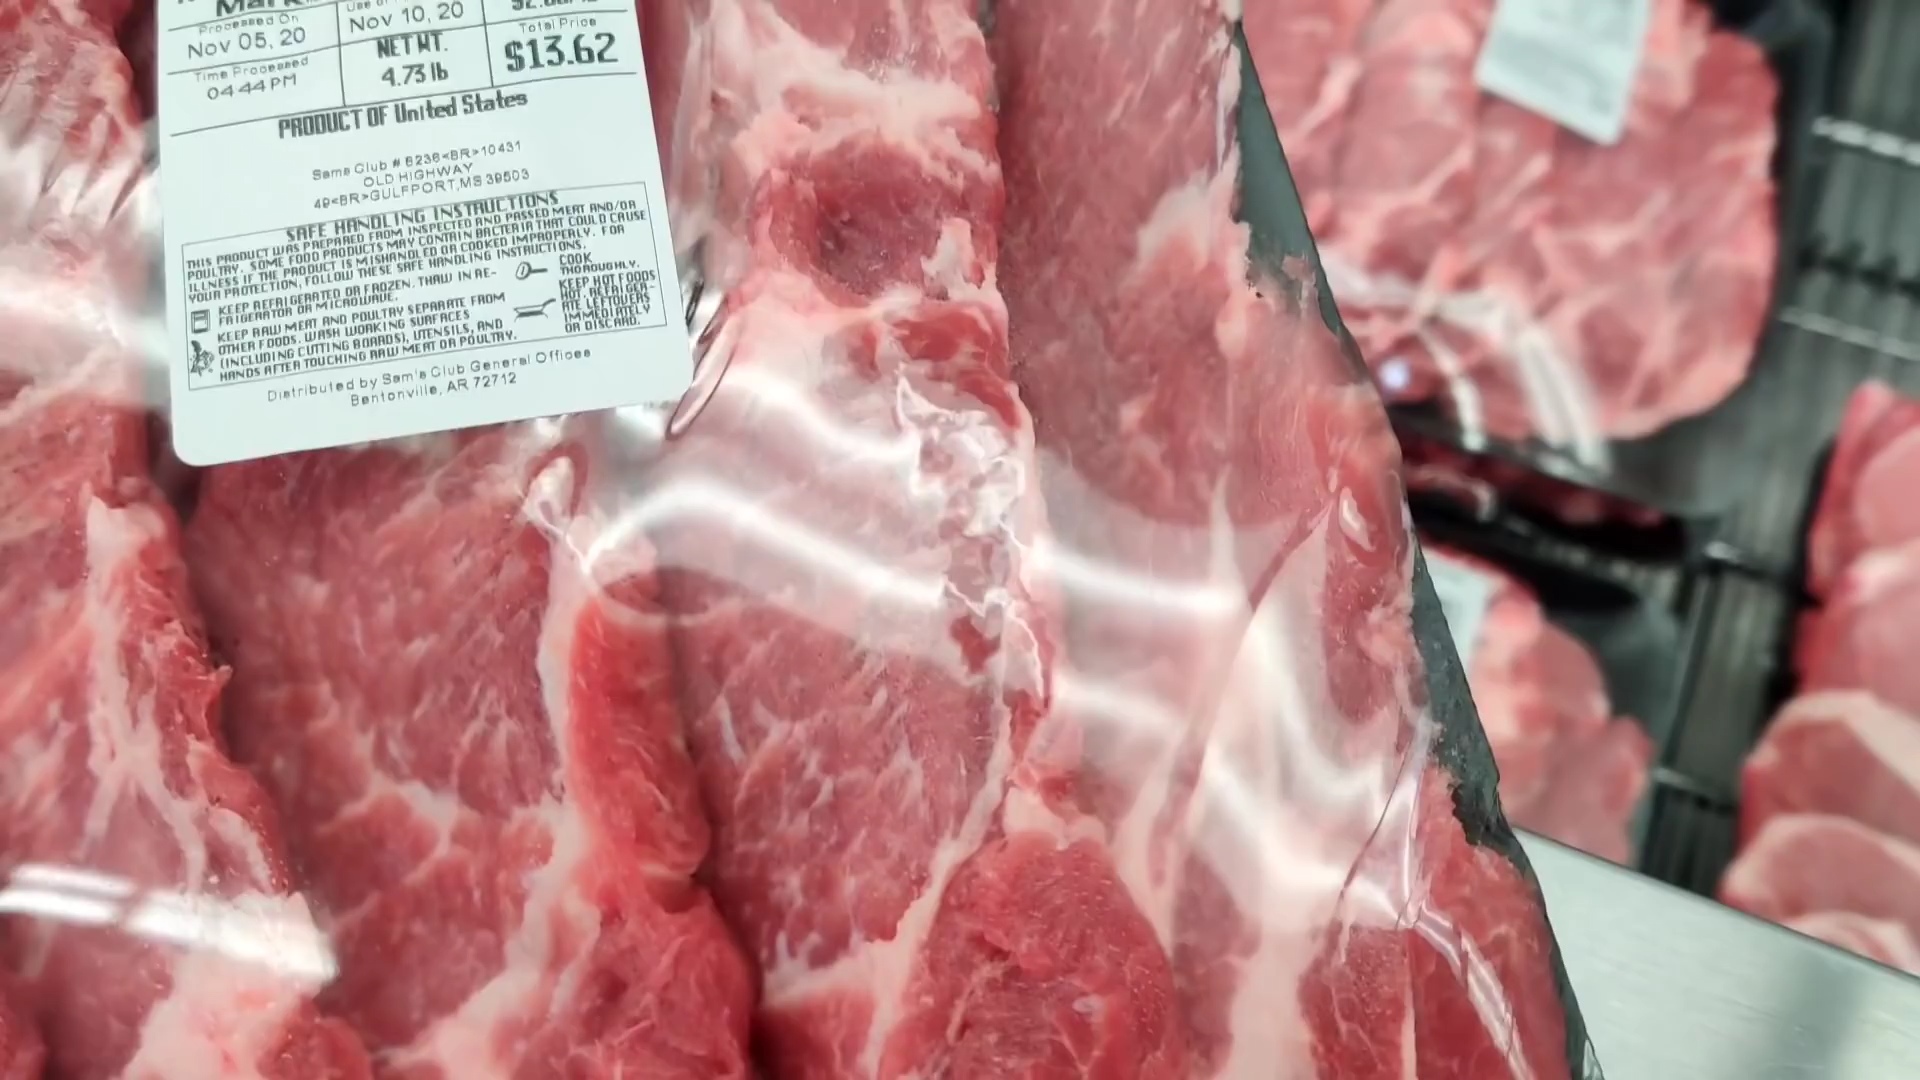 Processed On
Nov 05, 20
Nov 10, 20
Time Processed
04:44 PM
NET WT.
4.73 lb
Total Price
$13.62
PRODUCT OF United States
Sams Club # 8236<BR>10431
OLD HIGHWAY
49<BR>GULFPORT,MS 39503
SAFE HANDLING INSTRUCTIONS
THIS PRODUCT WAS PREPARED FROM INSPECTED AND PASSED MEAT AND/OR
POULTRY. SOME FOOD PRODUCTS MAY CONTAIN BACTERIA THAT COULD CAUSE
ILLNESS IF THE PRODUCT IS MISHANDLED OR COOKED IMPROPERLY. FOR
YOUR PROTECTION, FOLLOW THESE SAFE HANDLING INSTRUCTIONS.
KEEP REFRIGERATED OR FROZEN. THAW IN RE-
FRIGERATOR OR MICROWAVE.
KEEP RAW MEAT AND POULTRY SEPARATE FROM
OTHER FOODS. WASH WORKING SURFACES
(INCLUDING CUTTING BOARDS), UTENSILS, AND
HANDS AFTER TOUCHING RAW MEAT OR POULTRY.
COOK
THOROUGHLY.
KEEP HOT FOODS
HOT. REFRIGER-
ATE LEFTOVERS
IMMEDIATELY
OR DISCARD.
Distributed by Sam's Club General Offices
Bentonville, AR 72712